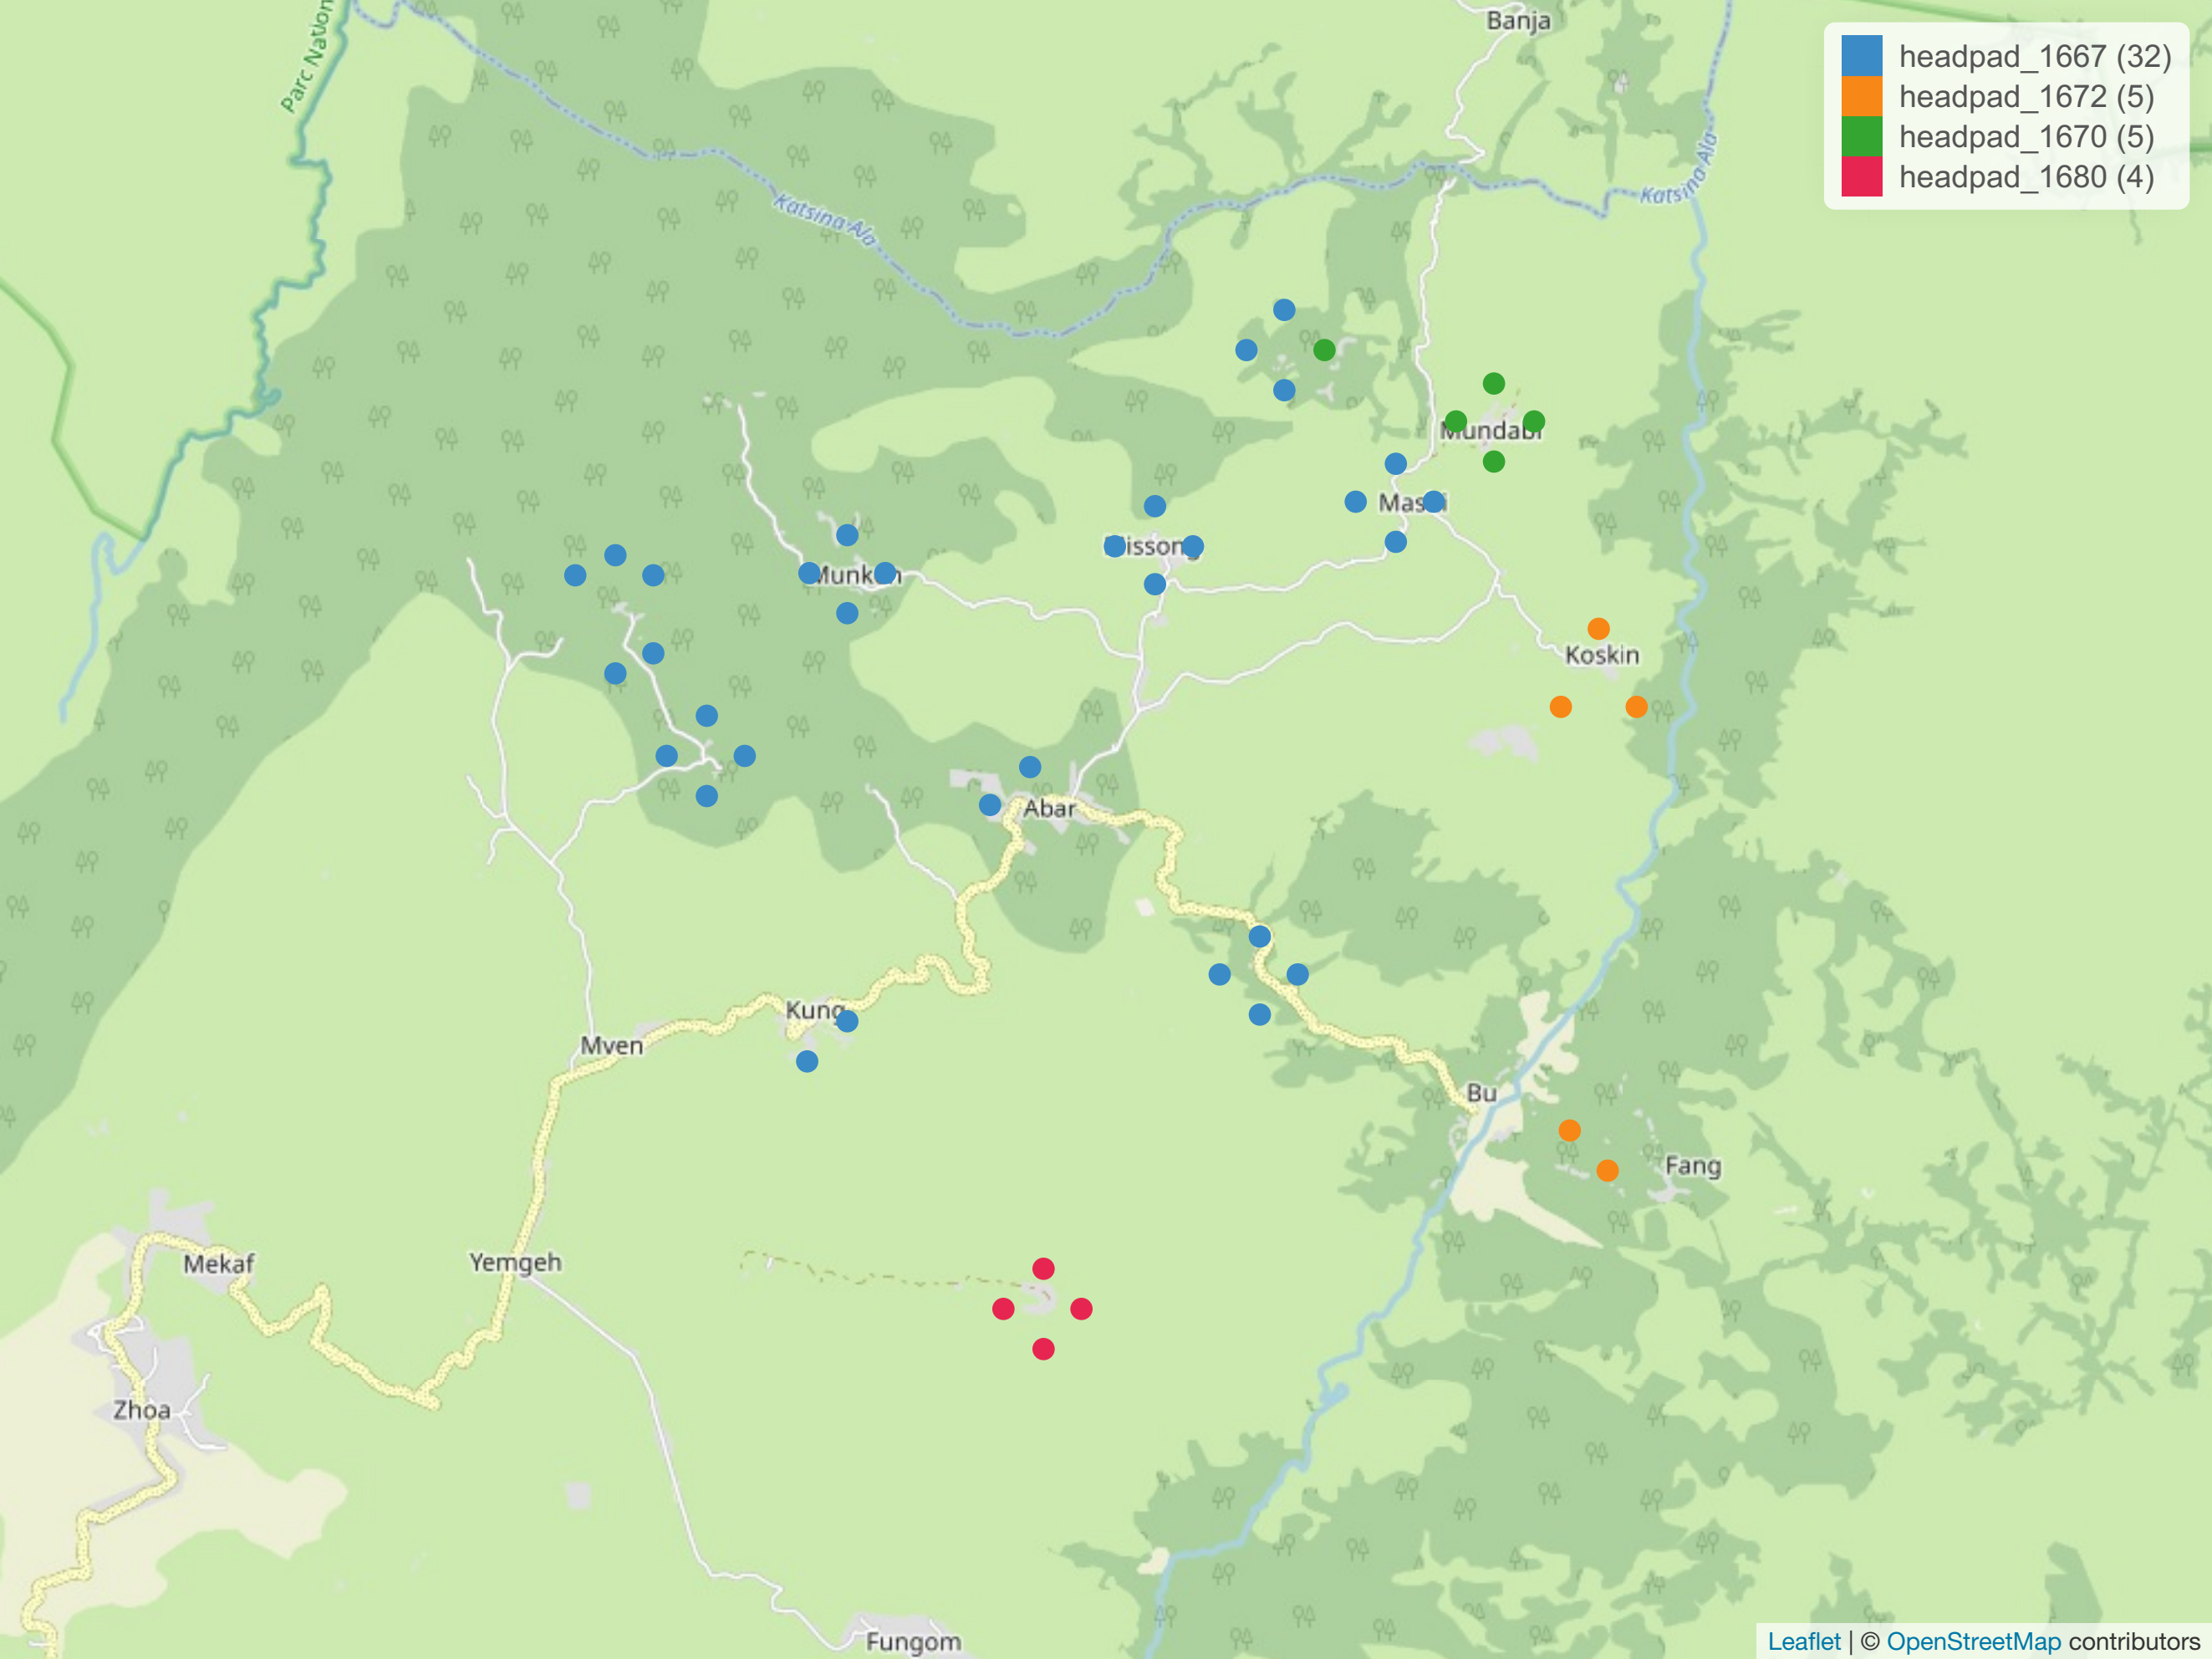 Parc Nation
Banja
headpad_1667 (32)
headpad_1672 (5)
headpad_1670 (5)
headpad_1680 (4)
Katsina-Ala
Katsina-Ala
Mundabi
Koskin
Abar
Kung
Mven
Bu
Fang
Mekaf
Yemgeh
Zhoa
Fungom
Leaflet | © OpenStreetMap contributors